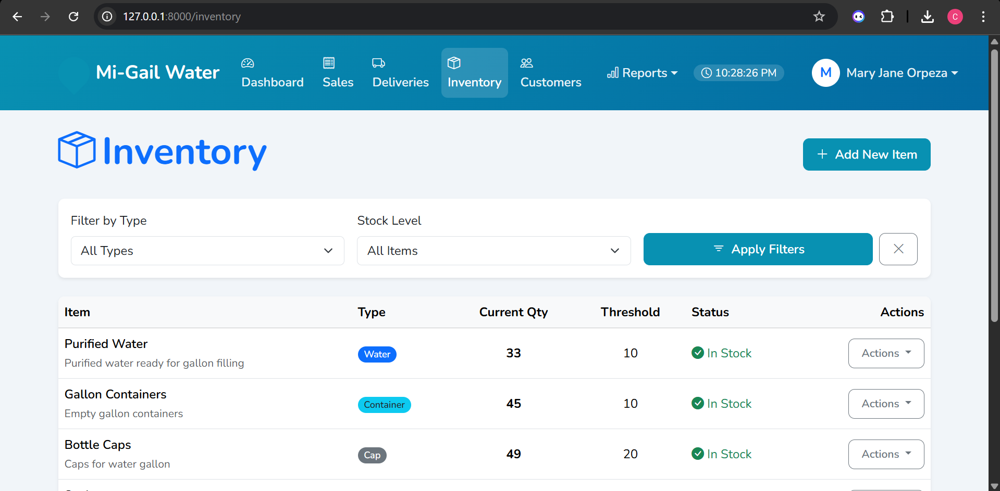 127.0.0.1:8000/inventory
C
Mi-Gail Water
Dashboard
Sales
Deliveries
Inventory
Customers
Reports
10:28:26 PM
M
Mary Jane Orpeza
Inventory
Add New Item
Filter by Type
Stock Level
All Types
All Items
Apply Filters
Item Type Current Qty Threshold Status Actions
Purified Water
Purified water ready for gallon filling
Water 33 10 In Stock Actions
Gallon Containers
Empty gallon containers
Container 45 10 In Stock Actions
Bottle Caps
Caps for water gallon
Cap 49 20 In Stock Actions